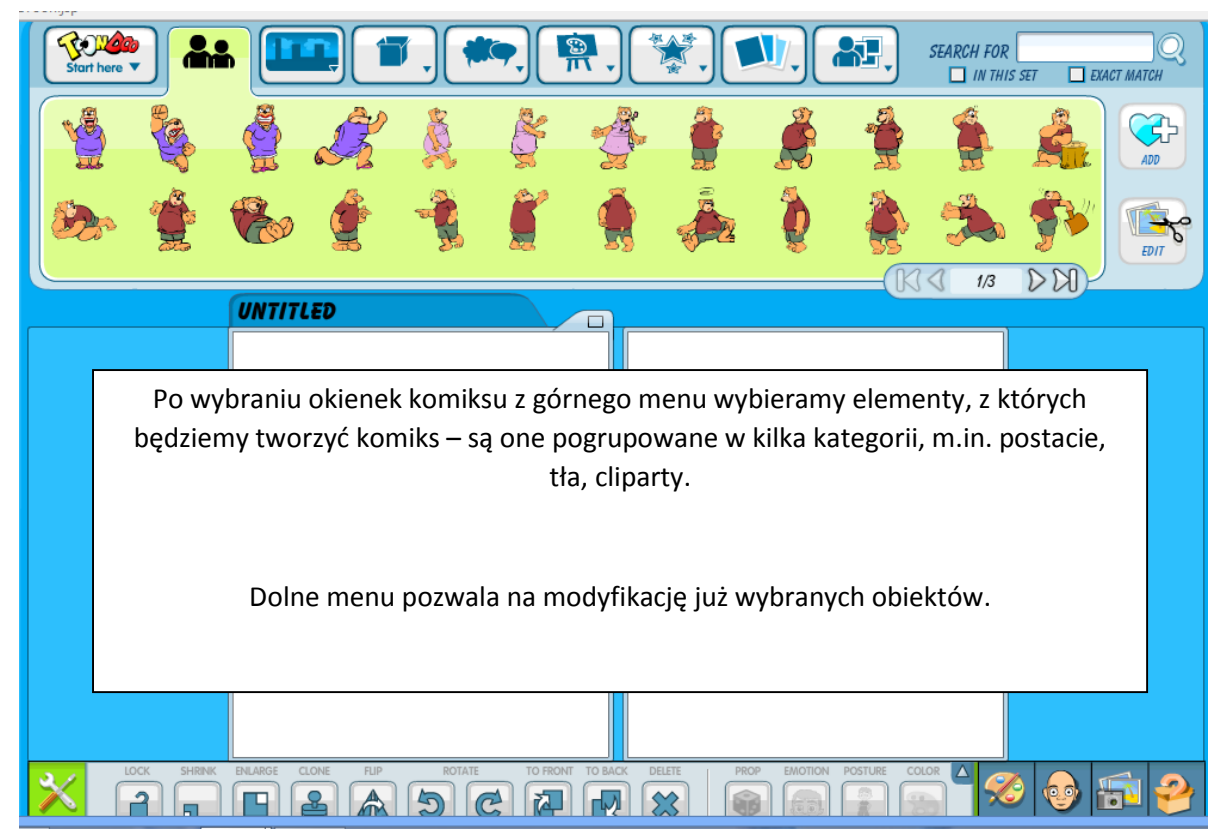 TOONDOO
Start here
SEARCH FOR
IN THIS SET EXACT MATCH
ADD
EDIT
1/3
UNTITLED
Po wybraniu okienek komiksu z górnego menu wybieramy elementy, z których
będziemy tworzyć komiks – są one pogrupowane w kilka kategorii, m.in. postacie,
tła, cliparty.
Dolne menu pozwala na modyfikację już wybranych obiektów.
LOCK SHRINK ENLARGE CLONE FLIP ROTATE TO FRONT TO BACK DELETE PROP EMOTION POSTURE COLOR